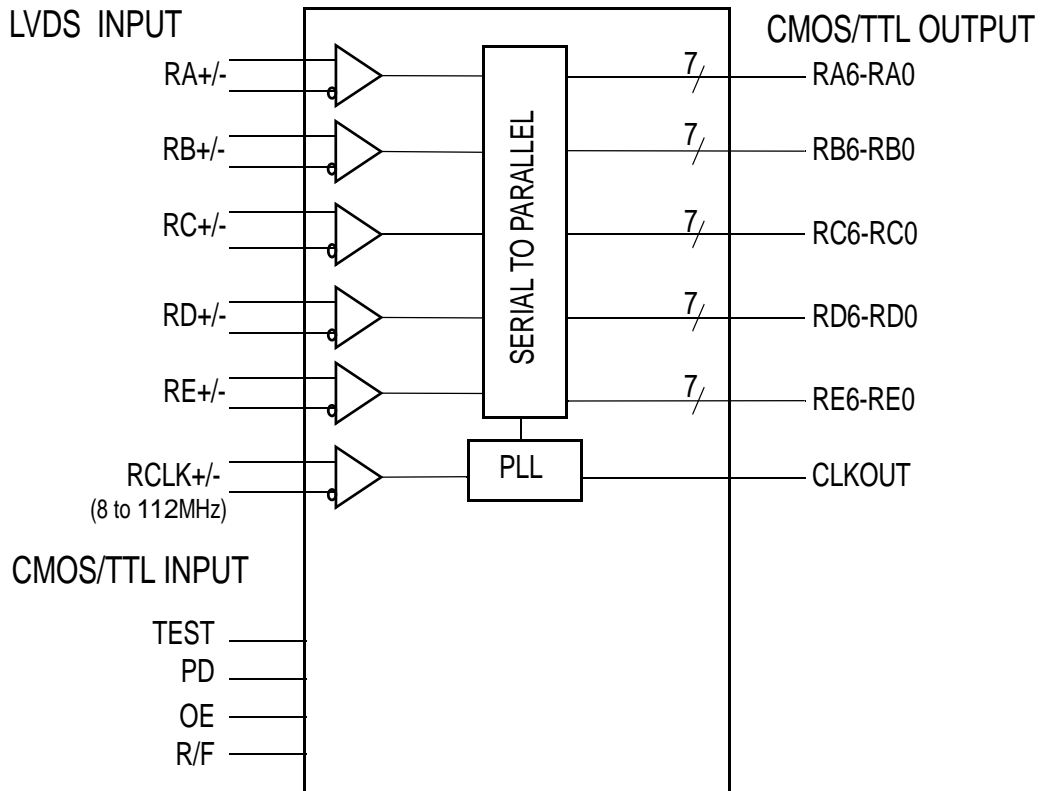 LVDS INPUT
CMOS/TTL OUTPUT
RA+/-
7
RA6-RA0
RB+/-
7
RB6-RB0
RC+/-
7
RC6-RC0
RD+/-
7
RD6-RD0
RE+/-
7
RE6-RE0
SERIAL TO PARALLEL
RCLK+/-
(8 to 112MHz)
PLL
CLKOUT
CMOS/TTL INPUT
TEST
PD
OE
R/F